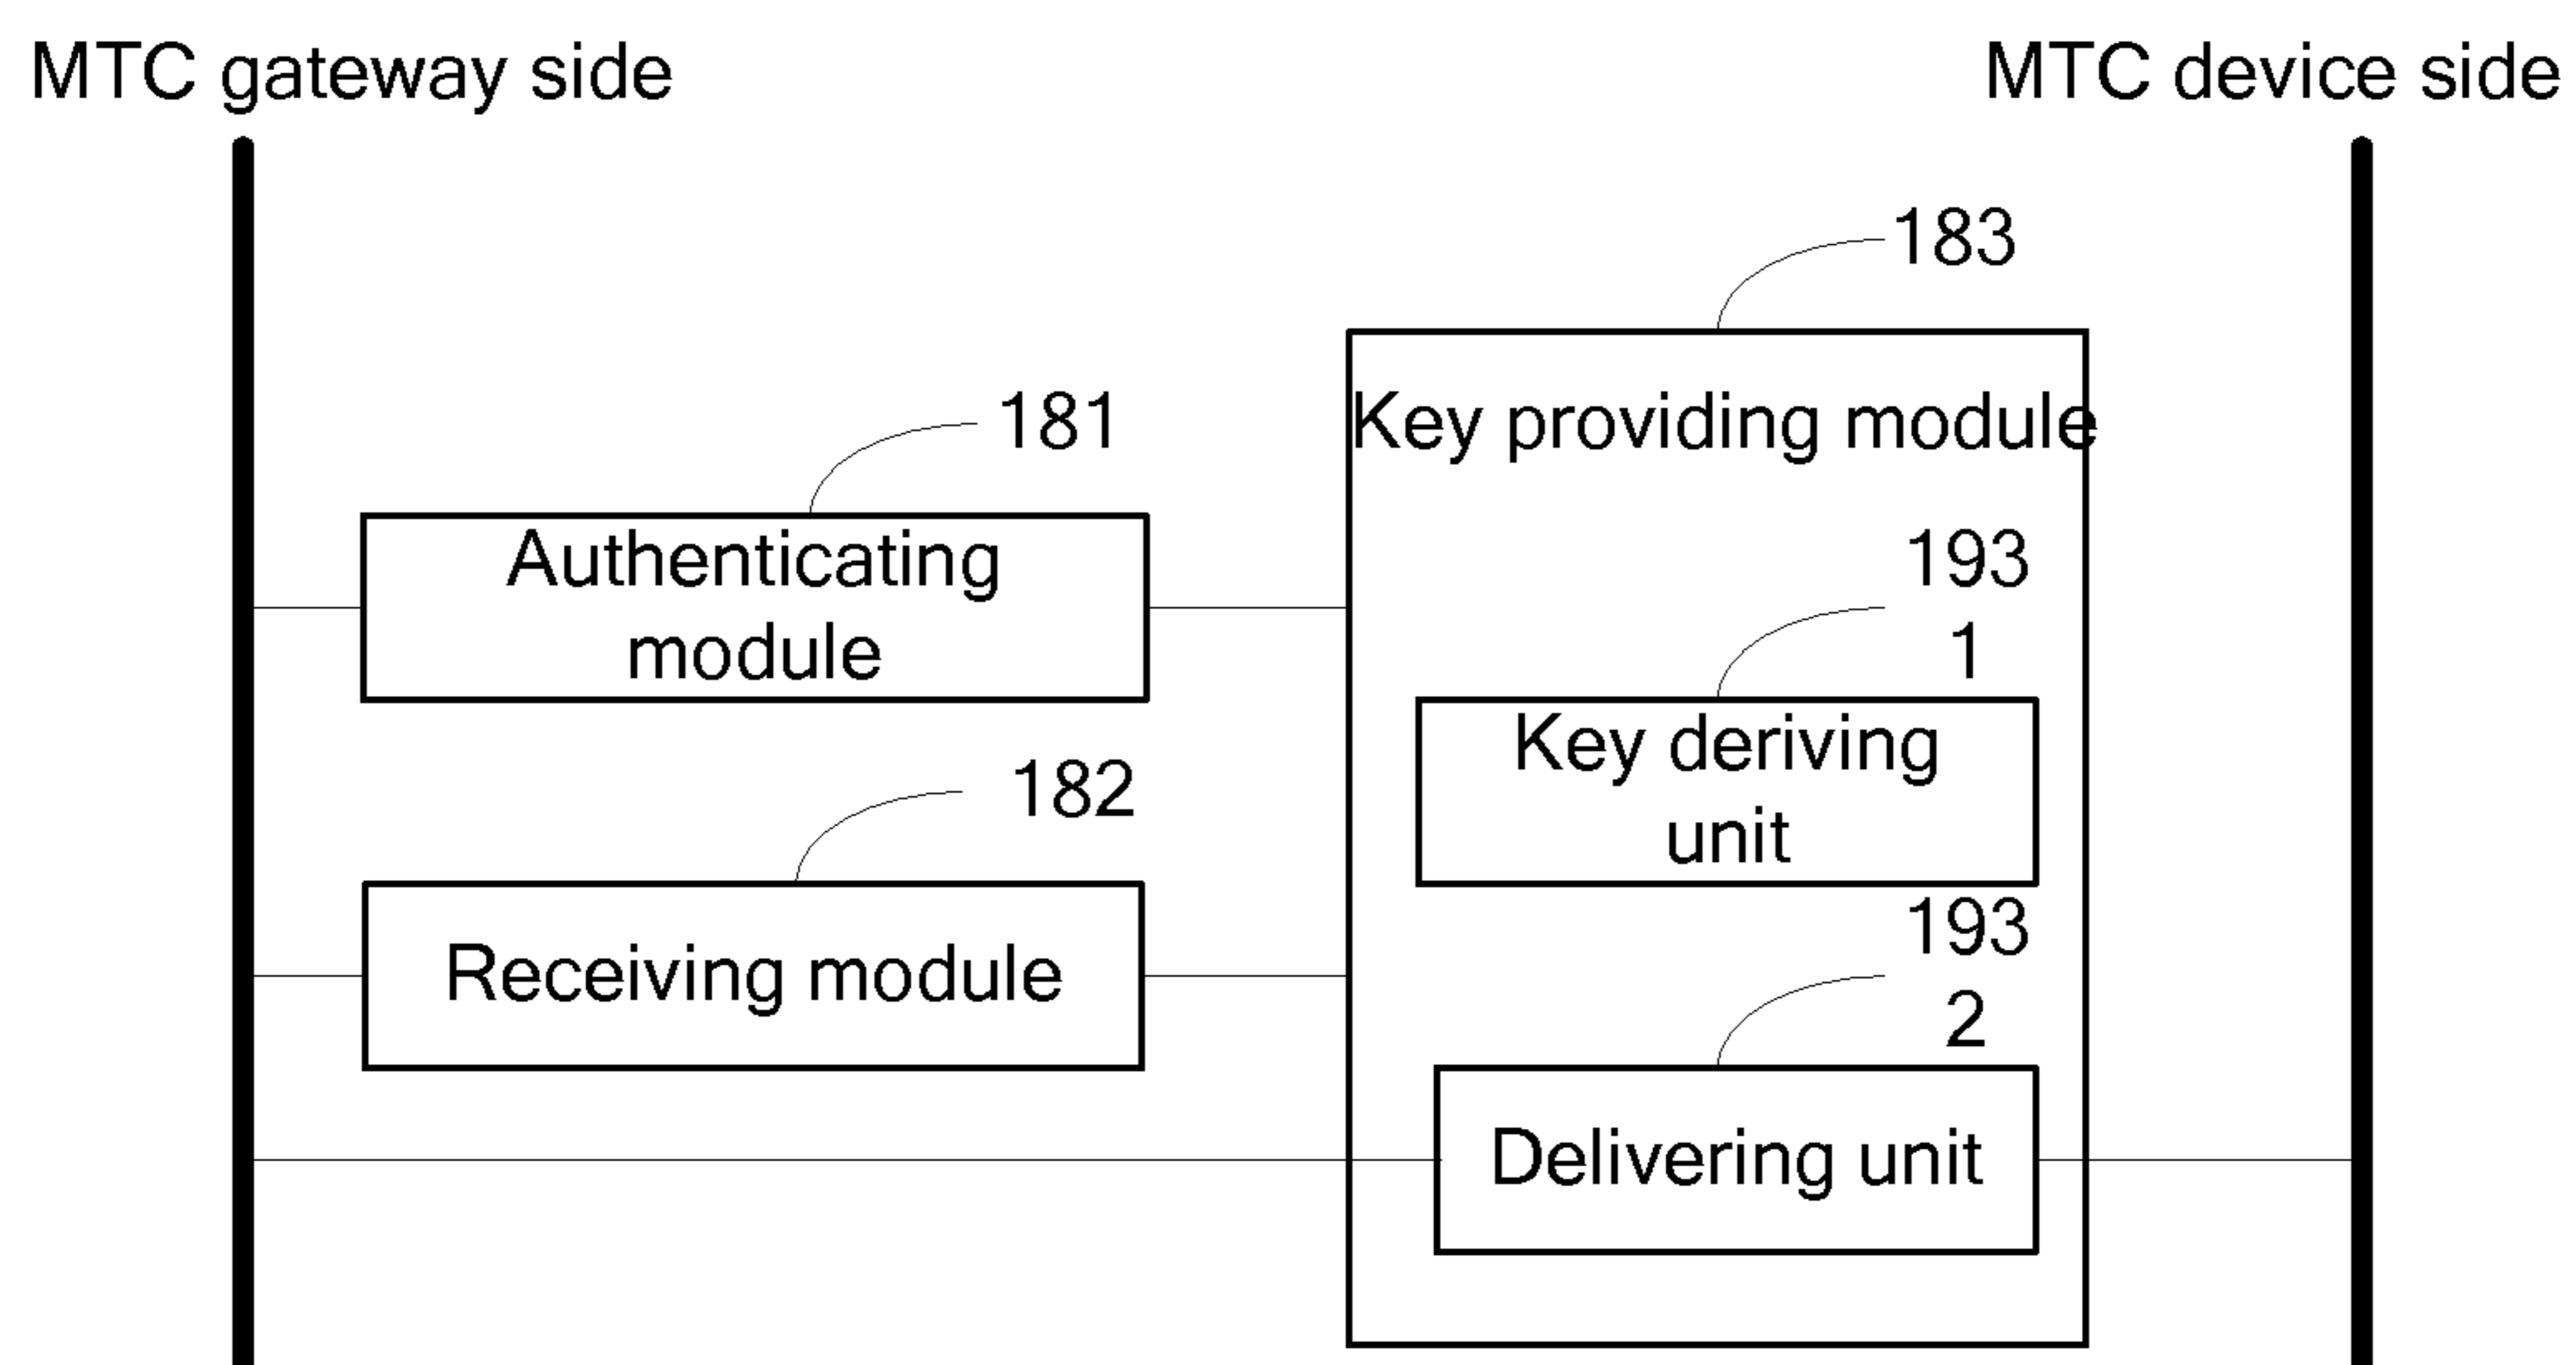 MTC gateway side
MTC device side
183
Key providing module
181
Authenticating
module
193
1
Key deriving
unit
182
Receiving module
193
2
Delivering unit